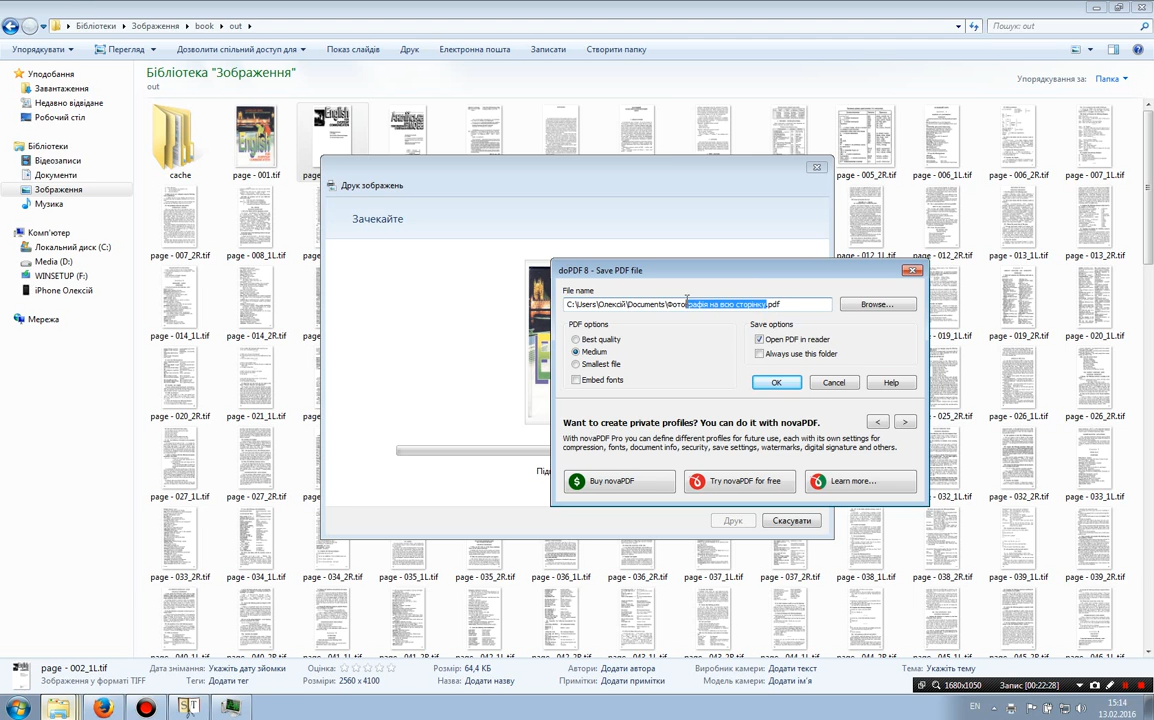 Бібліотеки
Зображення
book
out
Пошук: out
Упорядкувати
Перегляд
Дозволити спільний доступ для
Показ слайдів
Друк
Електронна пошта
Записати
Створити папку
Уподобання
Завантаження
Недавно відвідане
Робочий стіл
Бібліотеки
Відеозаписи
Документи
Зображення
Музика
Комп'ютер
Локальний диск (C:)
Media (D:)
WINSETUP (F:)
iPhone Олексій
Мережа
Бібліотека "Зображення"
out
Упорядкування за: Папка
cache
page - 001.tif
page - 005_2R.tif
page - 006_1L.tif
page - 006_2R.tif
page - 007_1L.tif
page - 007_2R.tif
page - 008_1L.tif
page - 012_1L.tif
page - 012_2R.tif
page - 013_1L.tif
page - 013_2R.tif
page - 014_1L.tif
page - 019_1L.tif
page - 019_2R.tif
page - 020_1L.tif
page - 020_2R.tif
page - 021_1L.tif
page - 025_2R.tif
page - 026_1L.tif
page - 026_2R.tif
page - 027_1L.tif
page - 027_2R.tif
page - 032_1L.tif
page - 032_2R.tif
page - 033_1L.tif
page - 033_2R.tif
page - 034_1L.tif
page - 034_2R.tif
page - 035_1L.tif
page - 035_2R.tif
page - 036_1L.tif
page - 036_2R.tif
page - 037_1L.tif
page - 037_2R.tif
page - 038_1L.tif
page - 038_2R.tif
page - 039_1L.tif
page - 039_2R.tif
Друк зображень
Зачекайте
Друк
Скасувати
doPDF 8 - Save PDF file
File name
C:\Users\Олексій\Documents\Фотографія на всю сторінку.pdf
Browse...
PDF options
Best quality
Medium
Smallest file
Embed fonts
Save options
Open PDF in reader
Always use this folder
OK
Cancel
Help
Want to create private profiles? You can do it with novaPDF.
<
>
With novaPDF Pro you can define different profiles for future use, each with its own settings for
compression, fonts, document info, security, save settings, watermarks, digital signature and others.
Buy novaPDF
Try novaPDF for free
Learn more...
page - 002_1L.tif
Зображення у форматі TIFF
Дата знімання: Укажіть дату зйомки
Теги: Додати тег
Оцінка:
Розміри: 2560 x 4100
Розмір: 64,4 КБ
Назва: Додати назву
Автори: Додати автора
Примітки: Додати примітки
Виробник камери: Додати текст
Модель камери: Додати ім'я
Тема: Укажіть тему
1680x1050
Запис [00:22:28]
EN
15:14
13.02.2016